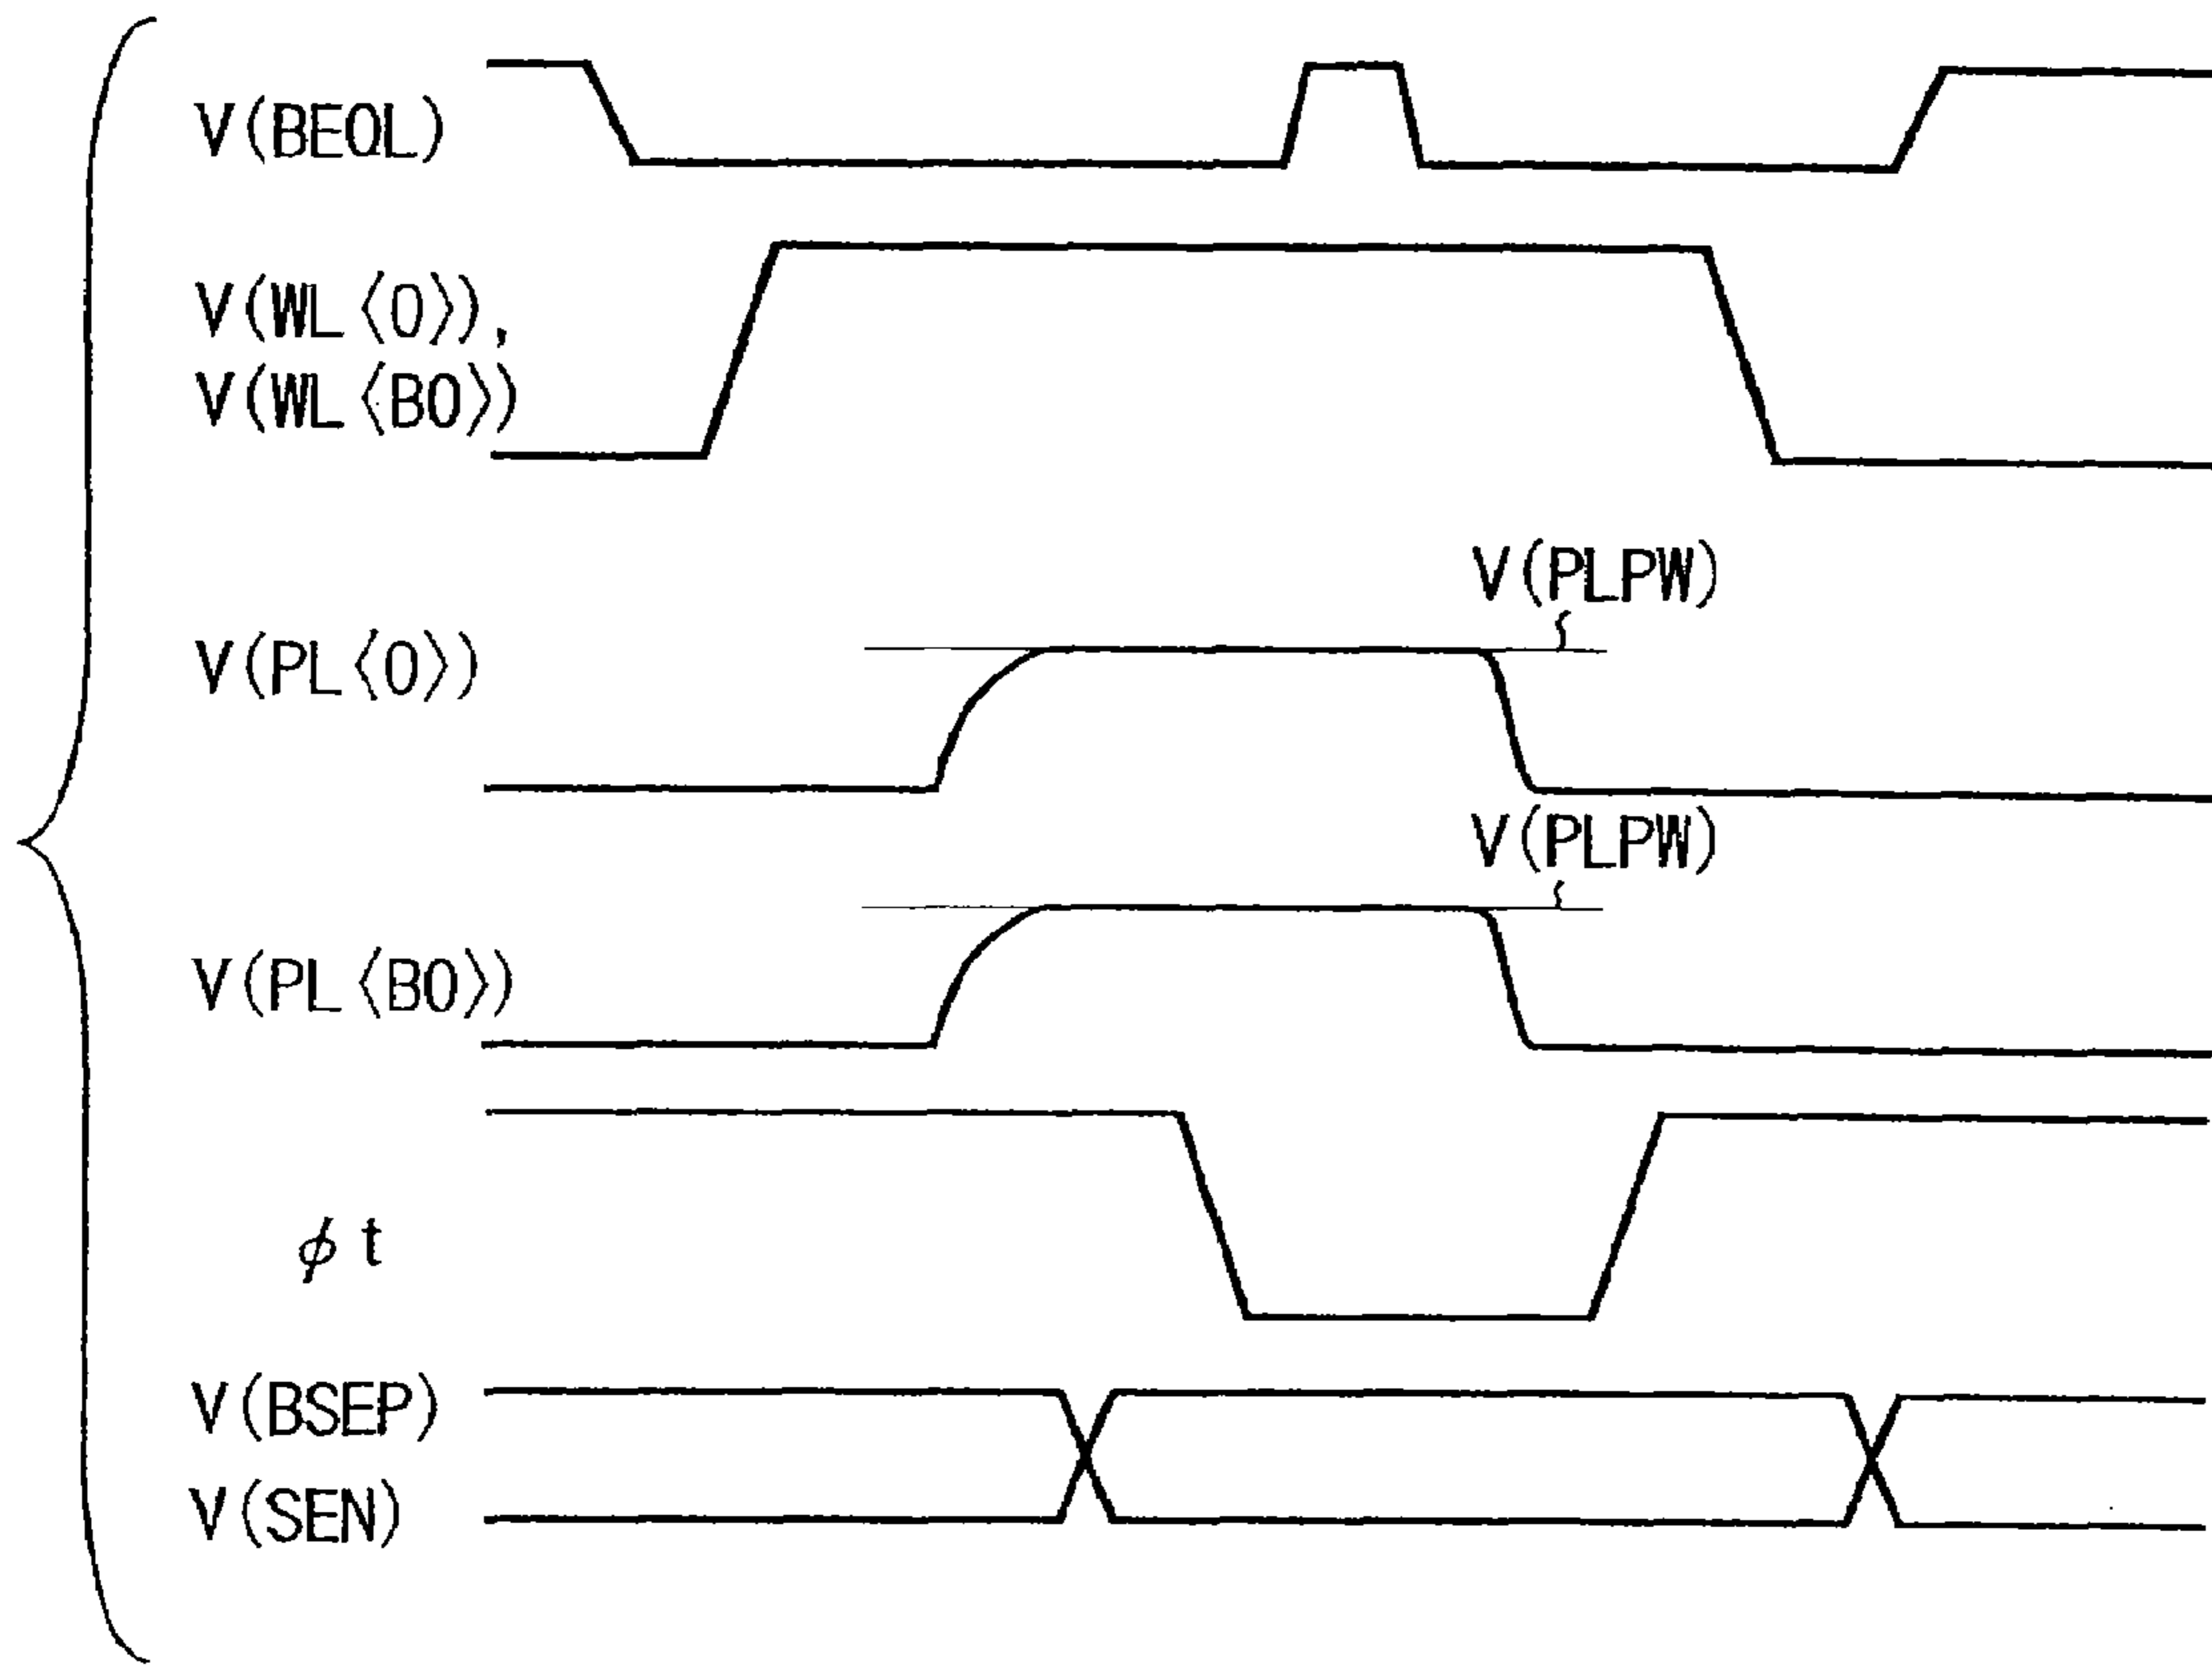 V(BEQL)
V(WL〈0〉),
V(WL〈B0〉)
V(PLPW)
V(PL〈0〉)
V(PLPW)
V(PL〈B0〉)
ϕt
V(BSEP)
V(SEN)